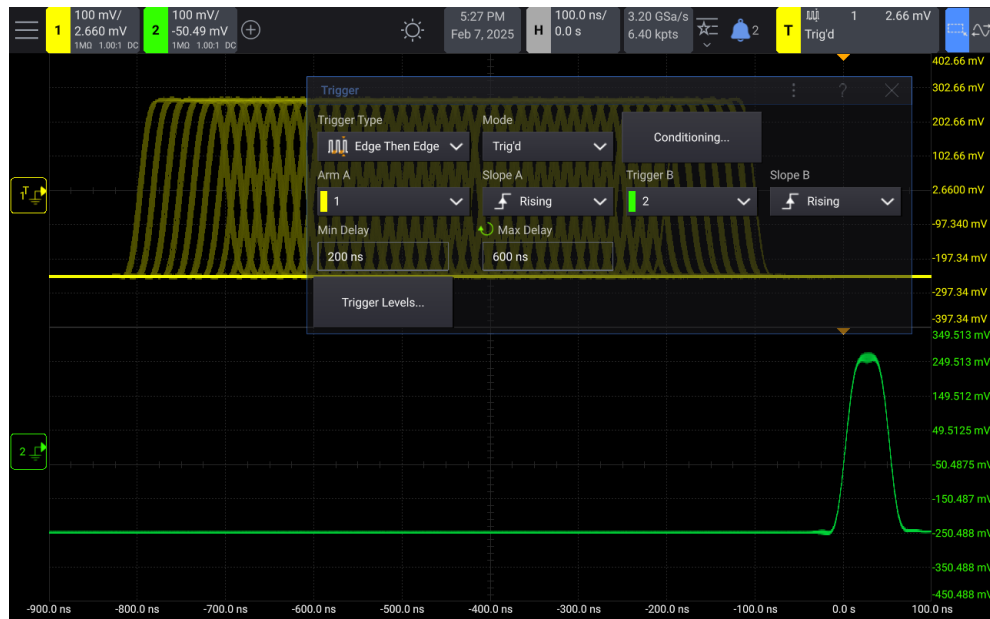 1 100 mV/ 2.660 mV 1MΩ 1.00:1 DC
2 100 mV/ -50.49 mV 1MΩ 1.00:1 DC
5:27 PM
Feb 7, 2025
H 100.0 ns/ 0.0 s
3.20 GSa/s
6.40 kpts
2
T 1 2.66 mV
Trig'd
402.66 mV
302.66 mV
202.66 mV
102.66 mV
2.6600 mV
-97.340 mV
-197.34 mV
-297.34 mV
-397.34 mV
Trigger ?
Trigger Type Mode
Edge Then Edge Trig'd Conditioning...
Arm A Slope A Trigger B Slope B
1 Rising 2 Rising
Min Delay Max Delay
200 ns 600 ns
Trigger Levels...
1 T
349.513 mV
249.513 mV
149.512 mV
49.5125 mV
-50.4875 mV
-150.487 mV
-250.488 mV
-350.488 mV
-450.488 mV
2
-900.0 ns -800.0 ns -700.0 ns -600.0 ns -500.0 ns -400.0 ns -300.0 ns -200.0 ns -100.0 ns 0.0 s 100.0 ns